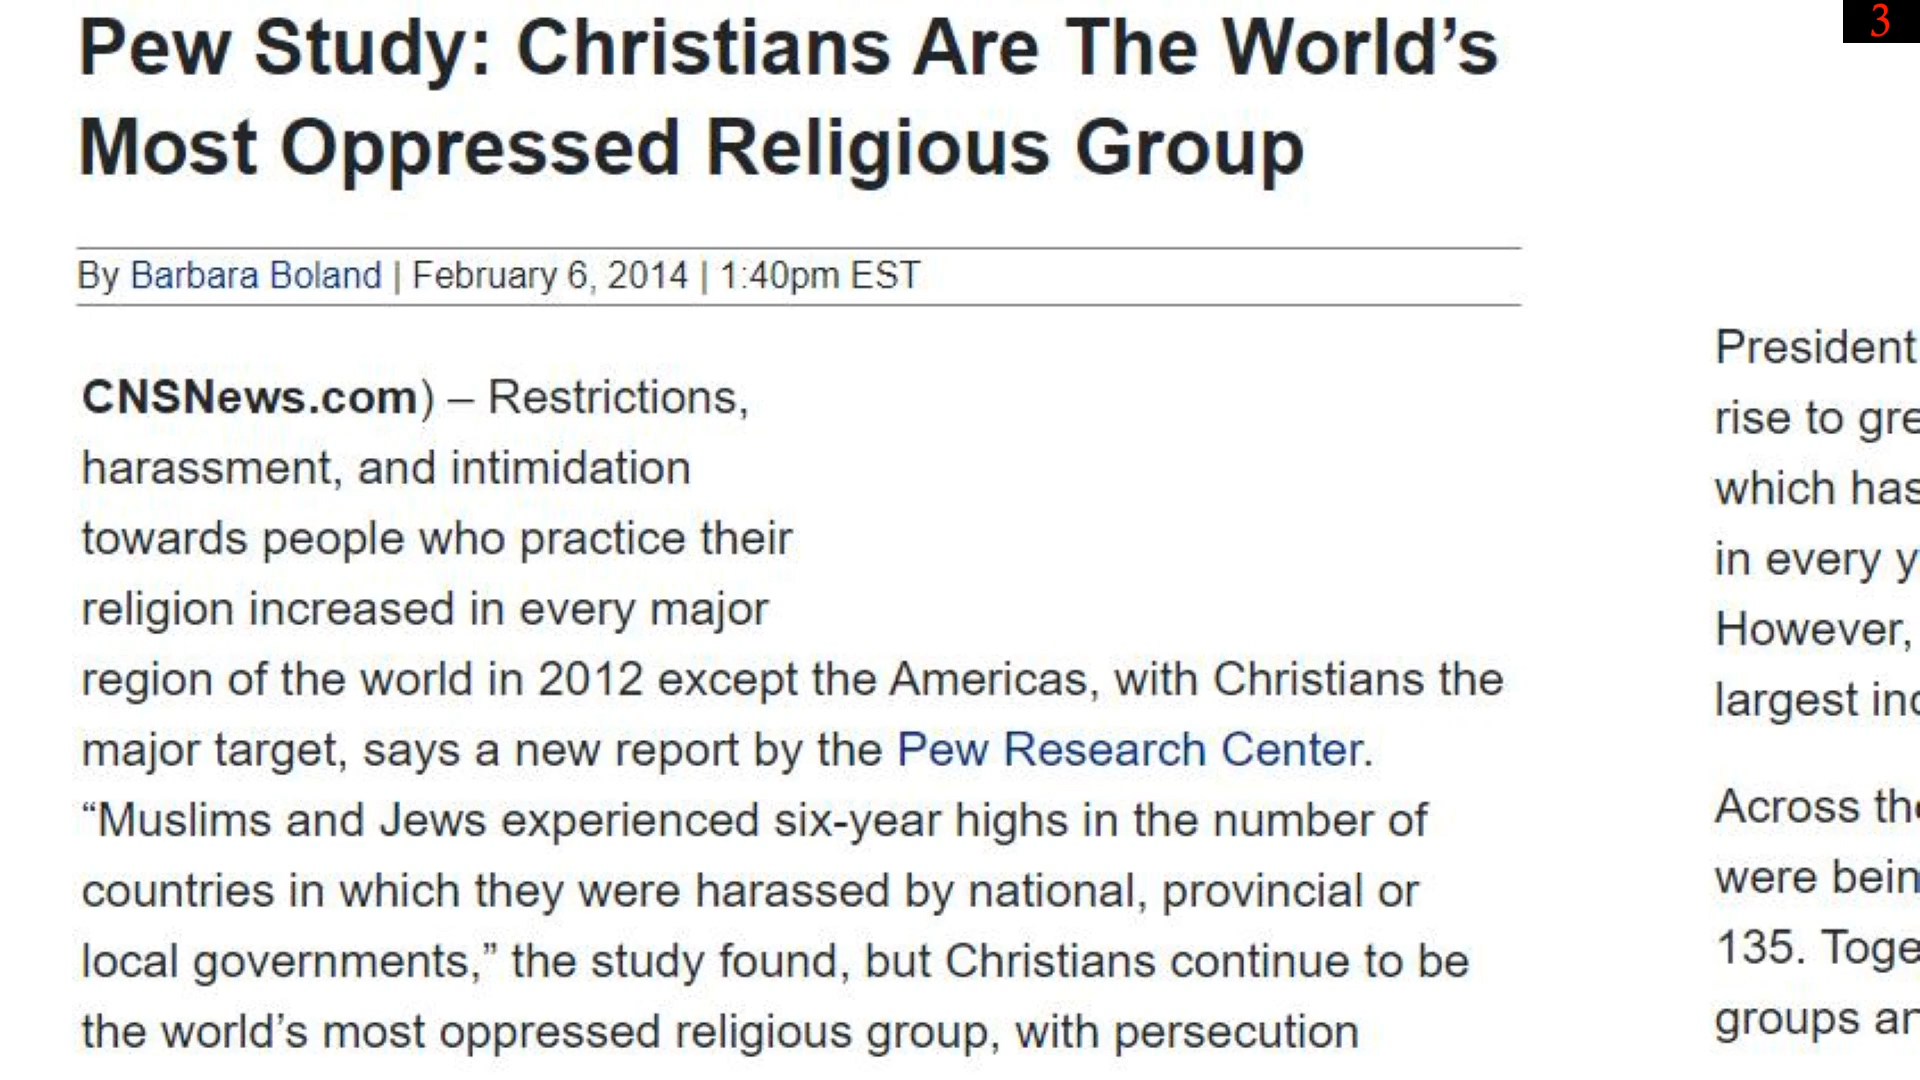 Pew Study: Christians Are The World’s
Most Oppressed Religious Group
By Barbara Boland | February 6, 2014 | 1:40pm EST
CNSNews.com) – Restrictions,
harassment, and intimidation
towards people who practice their
religion increased in every major
region of the world in 2012 except the Americas, with Christians the
major target, says a new report by the Pew Research Center.
“Muslims and Jews experienced six-year highs in the number of
countries in which they were harassed by national, provincial or
local governments,” the study found, but Christians continue to be
the world’s most oppressed religious group, with persecution
3
President
rise to
which has
in every
However,
largest
Across
were
135.
groups